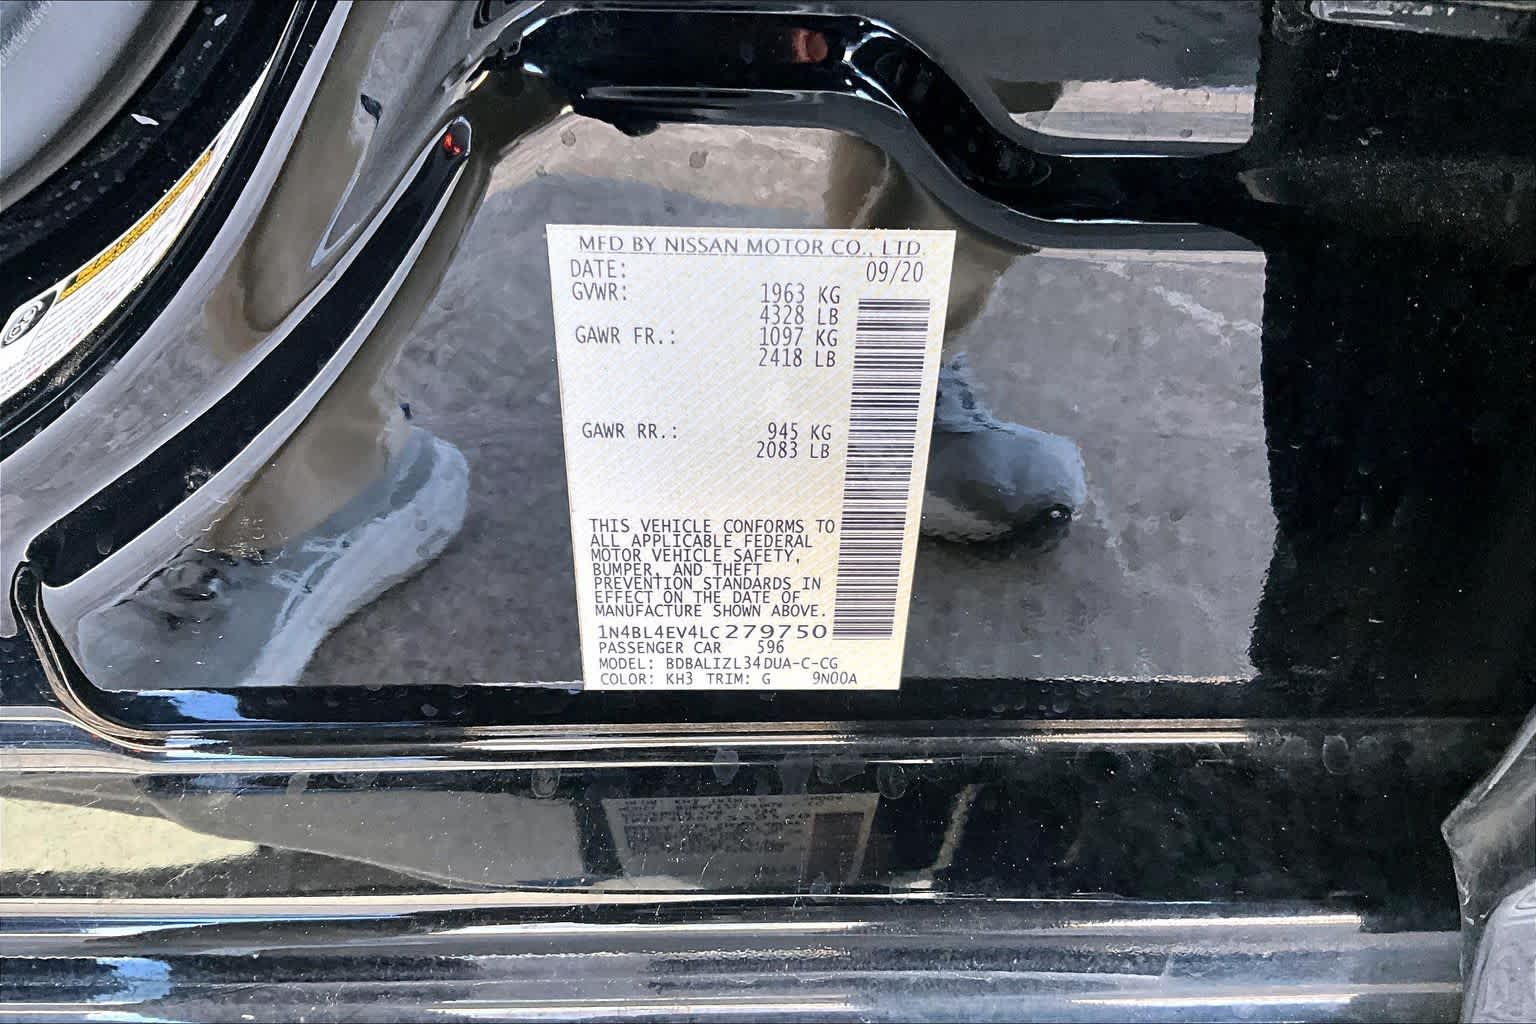 MFD BY NISSAN MOTOR CO., LTD.
DATE: 09/20
GVWR: 1963 KG
4328 LB
GAWR FR.: 1097 KG
2418 LB
GAWR RR.: 945 KG
2083 LB
THIS VEHICLE CONFORMS TO
ALL APPLICABLE FEDERAL
MOTOR VEHICLE SAFETY,
BUMPER, AND THEFT
PREVENTION STANDARDS IN
EFFECT ON THE DATE OF
MANUFACTURE SHOWN ABOVE.
1N4BL4EV4LC279750
PASSENGER CAR 596
MODEL: BDBALIZL34DUA-C-CG
COLOR: KH3 TRIM: G 9N00A